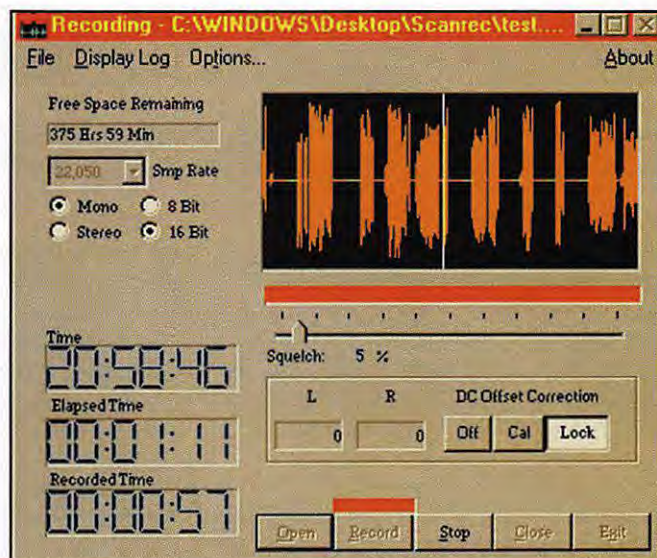 Recording - C:\WINDOWS\Desktop\Scanrec\test....
File Display Log Options... About
Free Space Remaining
375 Hrs 59 Min
22,050 Smp Rate
Mono 8 Bit
Stereo 16 Bit
Time
20:58:46
Elapsed Time
00:01:11
Recorded Time
00:00:57
Squelch: 5 %
L R DC Offset Correction
0 0 Off Cal Lock
Open Record Stop Close Exit